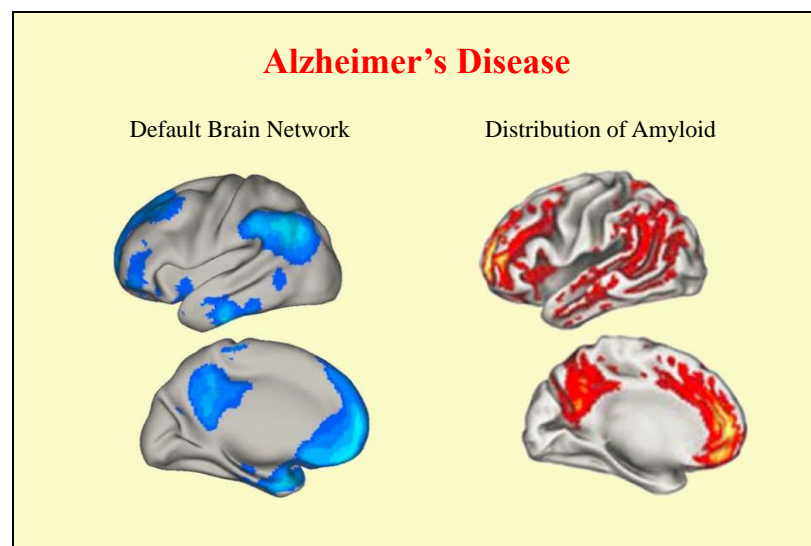 Alzheimer’s Disease
Default Brain Network
Distribution of Amyloid